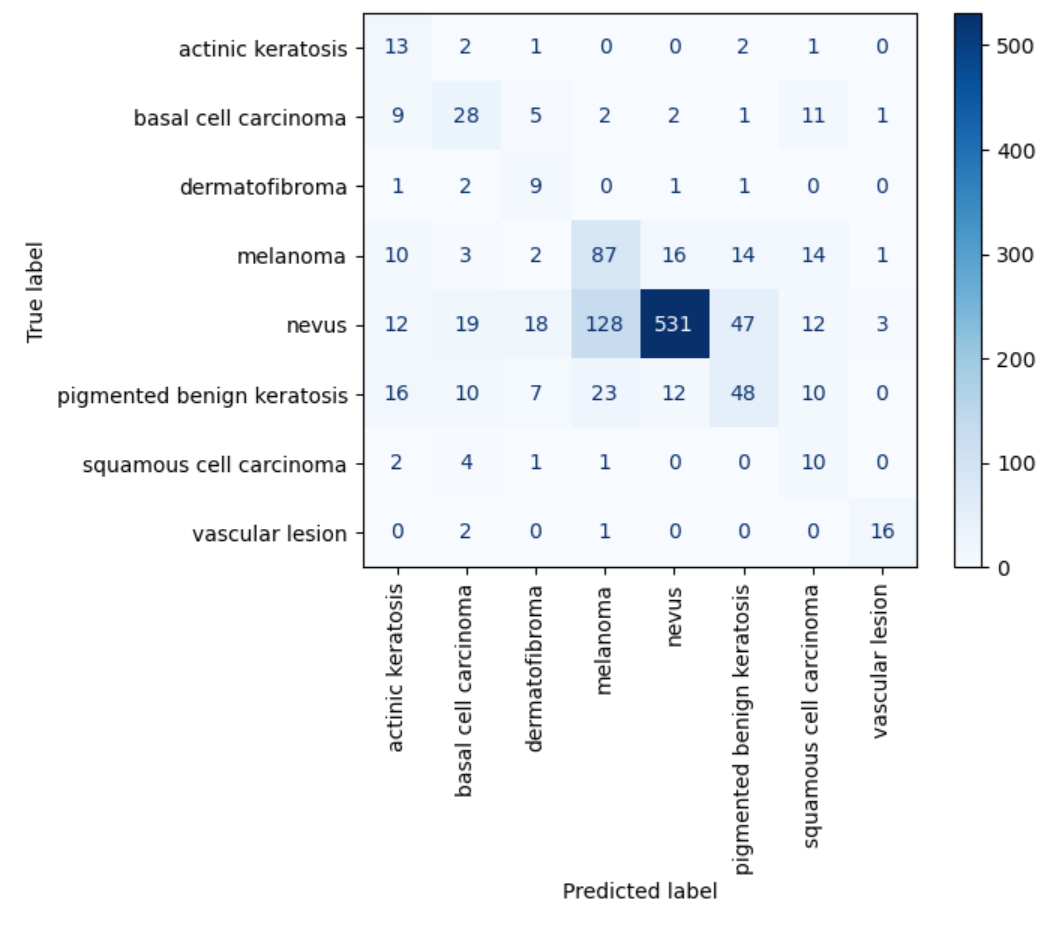 actinic keratosis 13 2 1 0 0 2 1 0
basal cell carcinoma 9 28 5 2 2 1 11 1
dermatofibroma 1 2 9 0 1 1 0 0
melanoma 10 3 2 87 16 14 14 1
nevus 12 19 18 128 531 47 12 3
pigmented benign keratosis 16 10 7 23 12 48 10 0
squamous cell carcinoma 2 4 1 1 0 0 10 0
vascular lesion 0 2 0 1 0 0 0 16
True label
actinic keratosis
basal cell carcinoma
dermatofibroma
melanoma
nevus
pigmented benign keratosis
squamous cell carcinoma
vascular lesion
Predicted label
500
400
300
200
100
0